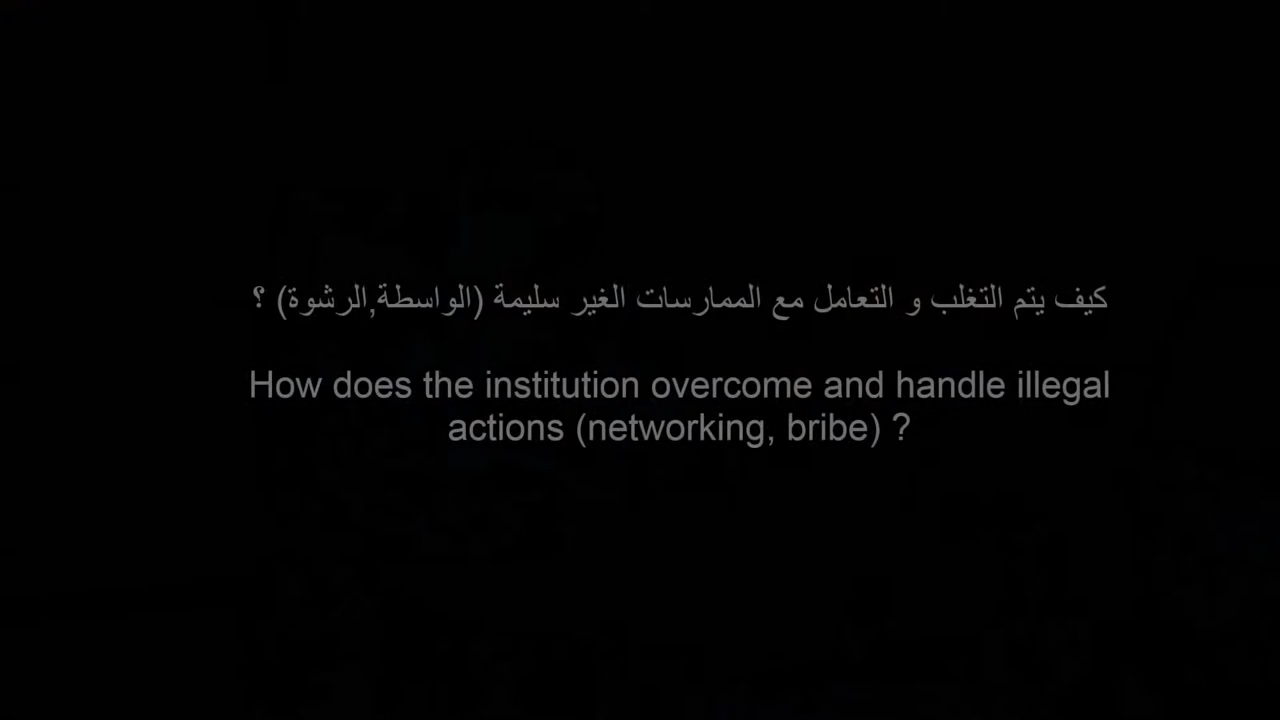 كيف يتم التغلب و التعامل مع الممارسات الغير سليمة (الواسطة,الرشوة) ؟
How does the institution overcome and handle illegal
actions (networking, bribe) ?